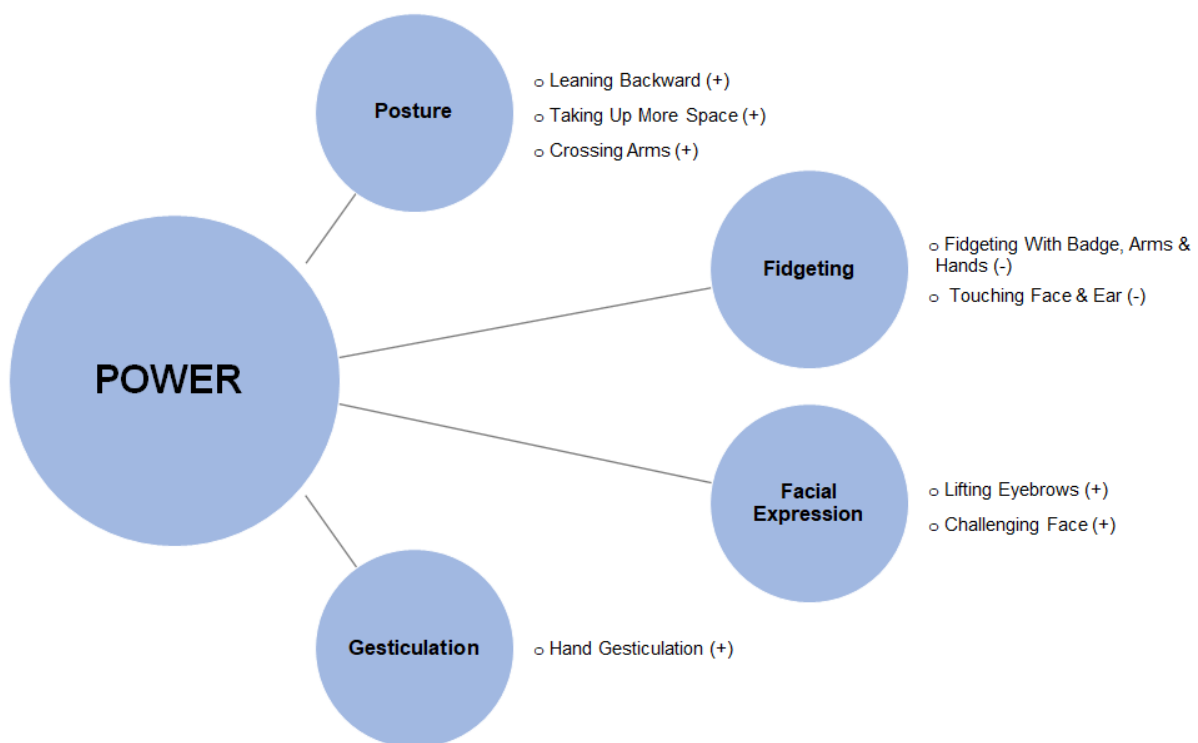 Posture
o Leaning Backward (+)
o Taking Up More Space (+)
o Crossing Arms (+)
Fidgeting
o Fidgeting With Badge, Arms &
Hands (-)
o Touching Face & Ear (-)
POWER
Facial
Expression
o Lifting Eyebrows (+)
o Challenging Face (+)
Gesticulation
o Hand Gesticulation (+)